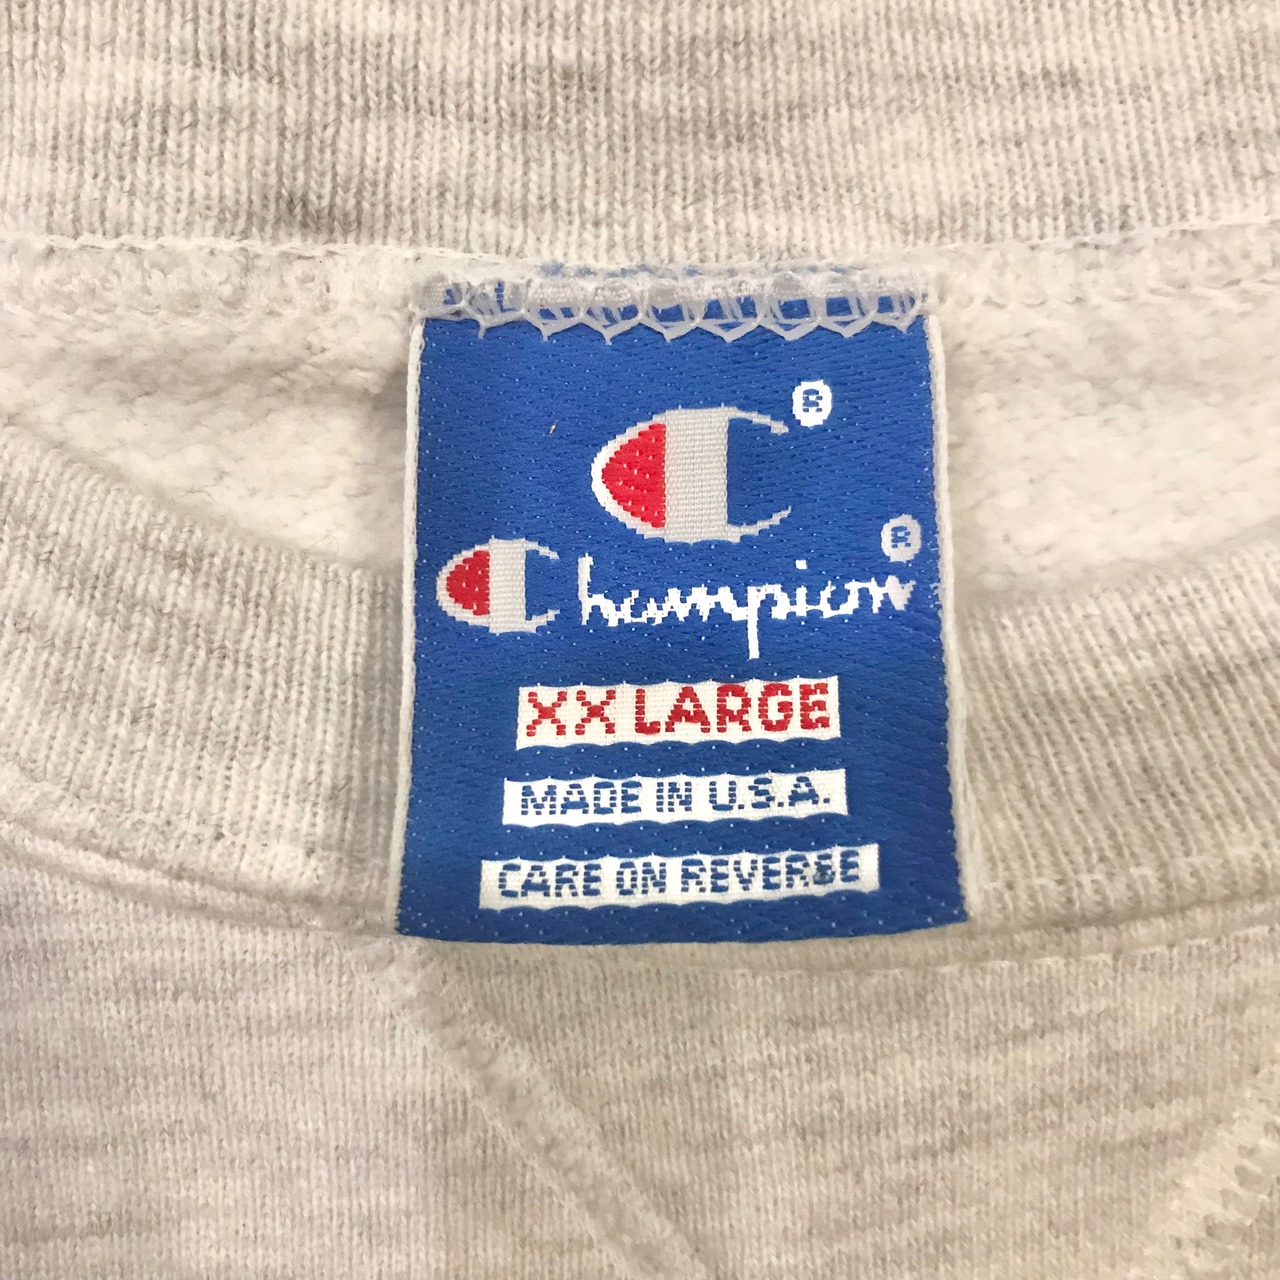 C®
Champion®
XX LARGE
MADE IN U.S.A.
CARE ON REVERSE